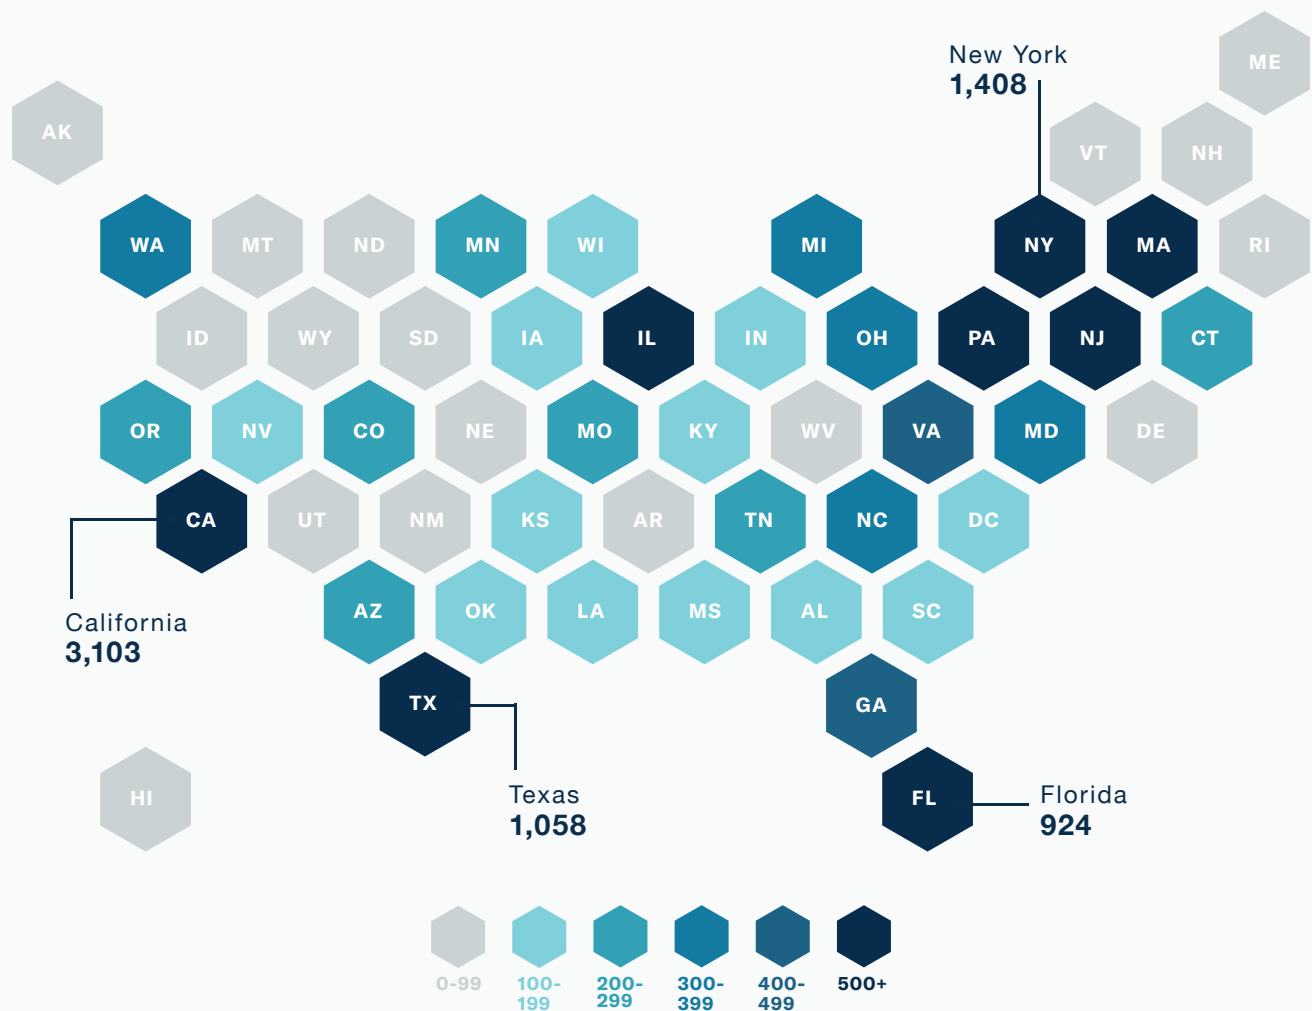 ME
New York
1,408
AK
VT
NH
WA
MT
ND
MN
WI
MI
NY
MA
RI
ID
WY
SD
IA
IL
IN
OH
PA
NJ
CT
OR
NV
CO
NE
MO
KY
WV
VA
MD
DE
CA
UT
NM
KS
AR
TN
NC
DC
California
3,103
AZ
OK
LA
MS
AL
SC
TX
GA
HI
Texas
1,058
FL
Florida
924
0-99
100-
199
200-
299
300-
399
400-
499
500+